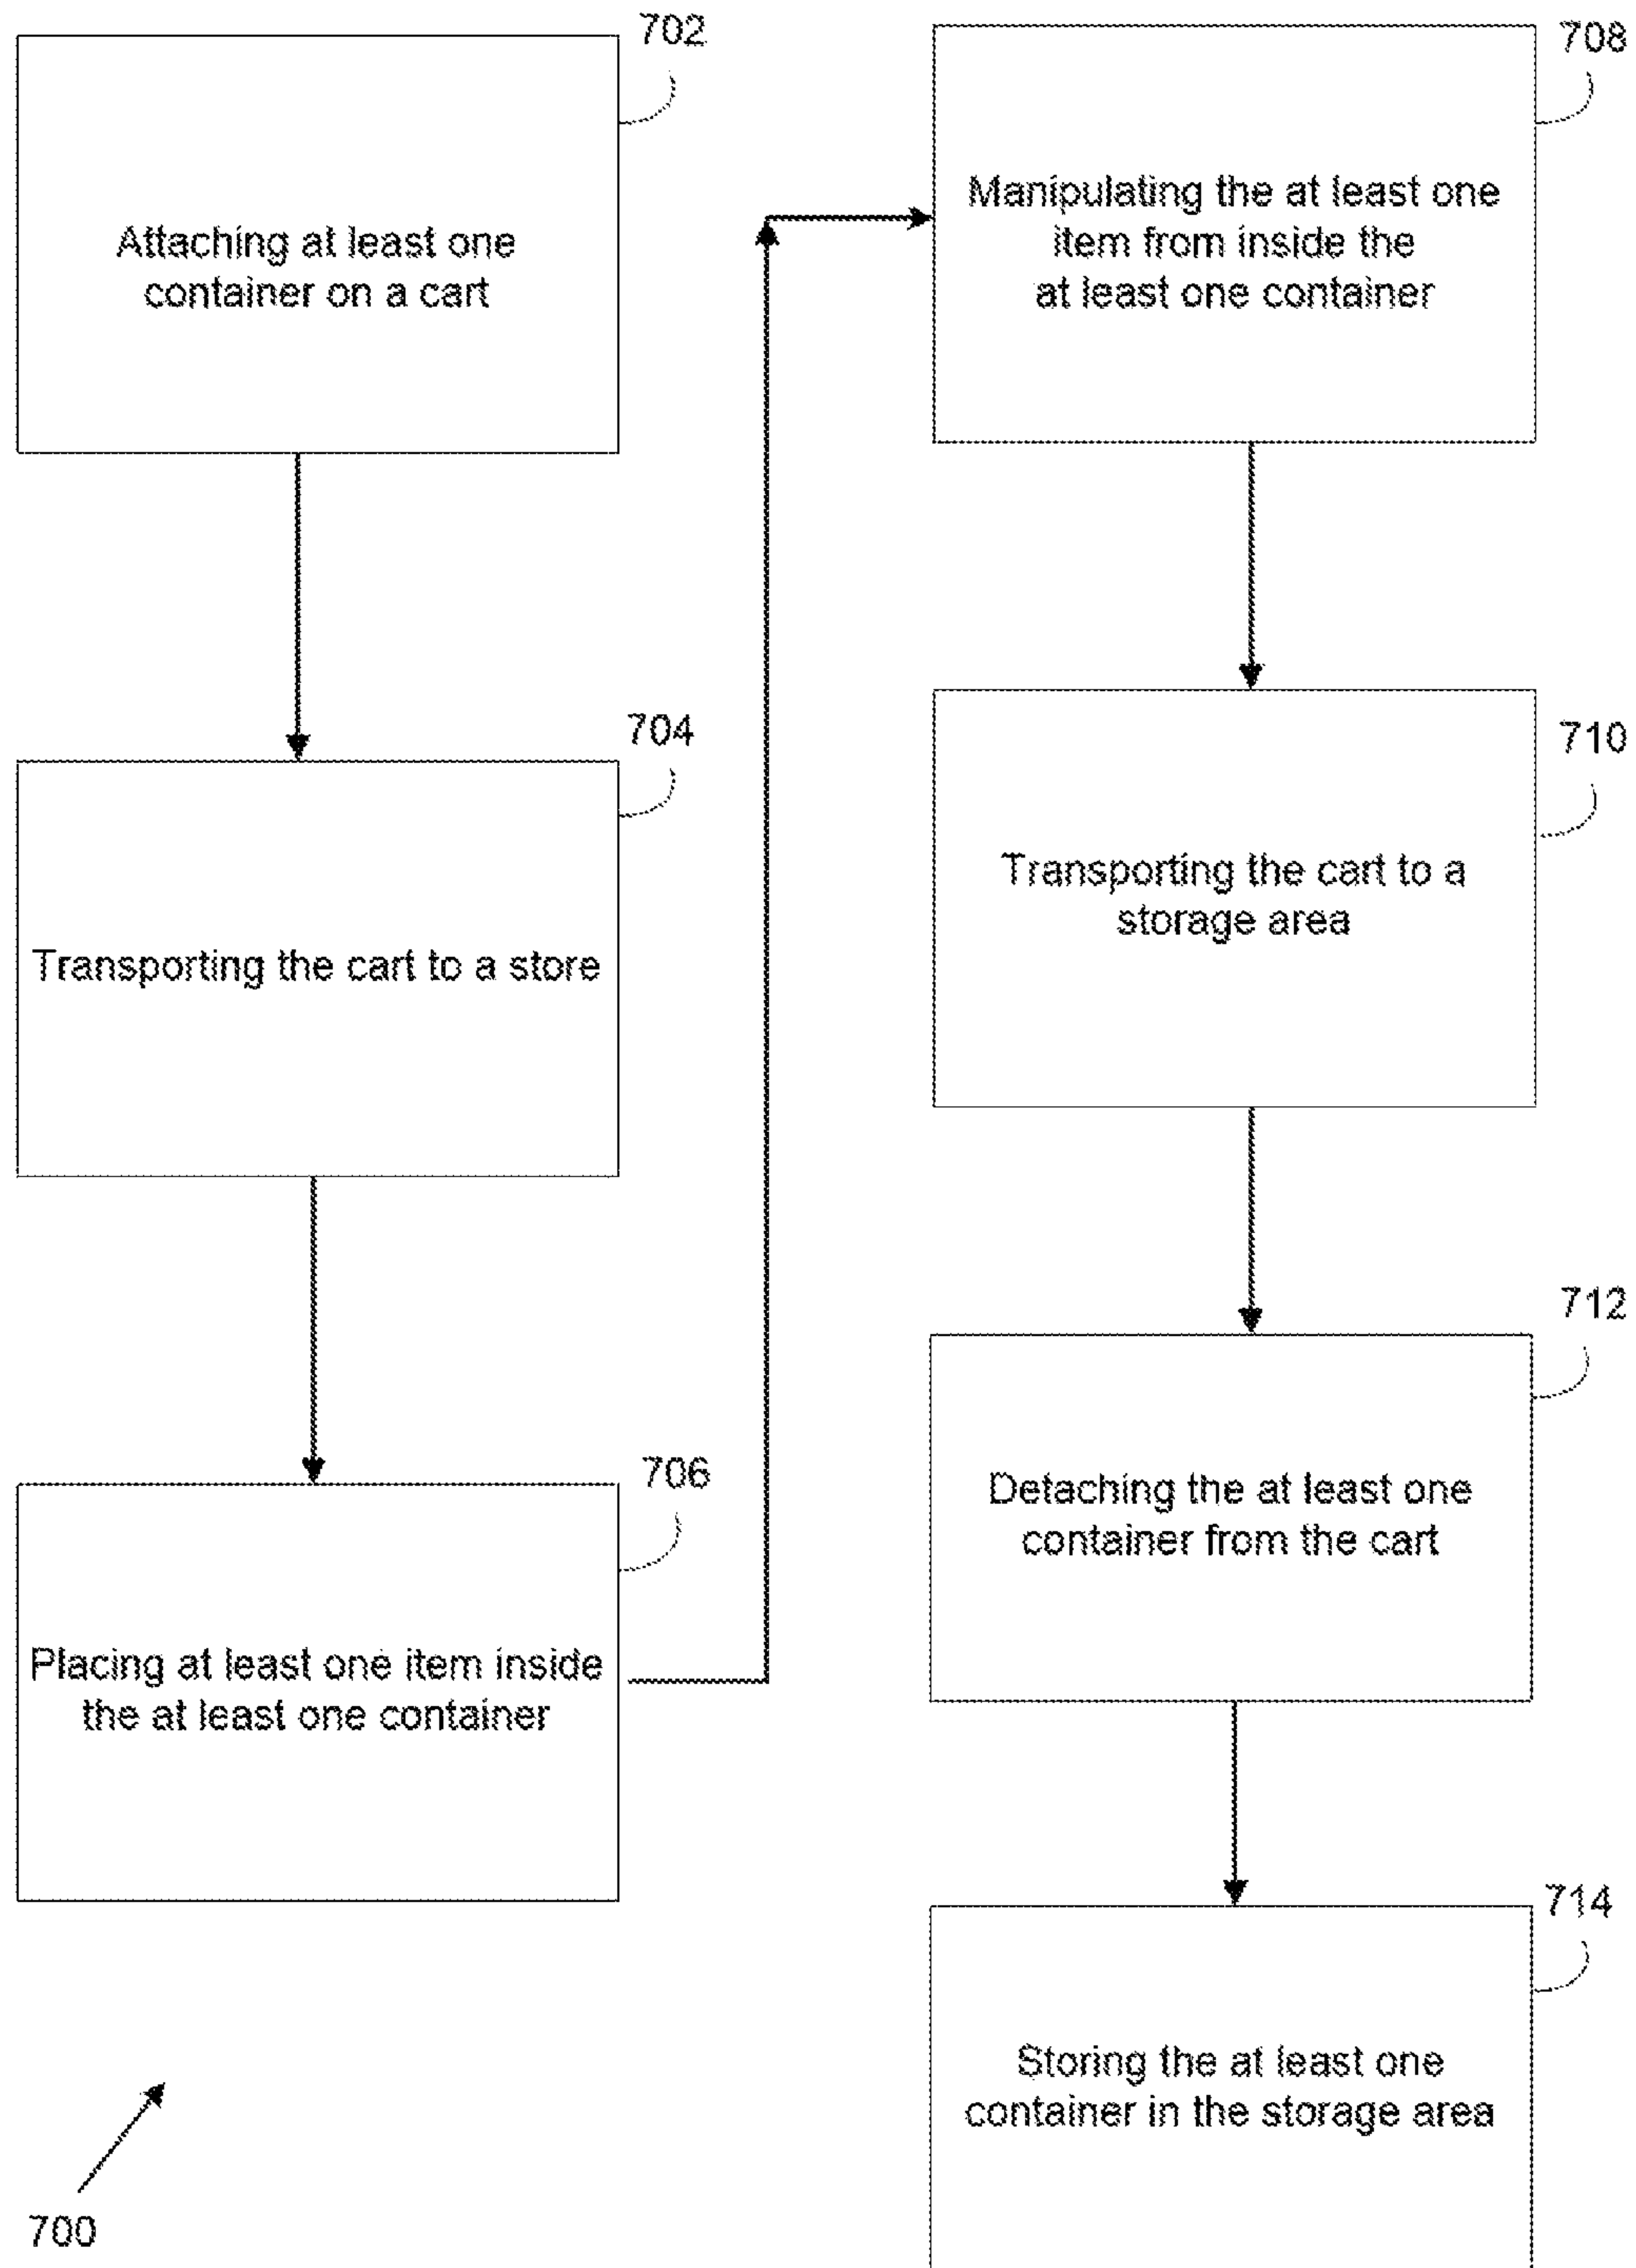 702
Attaching at least one
container on a cart
704
Transporting the cart to a store
706
Placing at least one item inside
the at least one container
700
708
Manipulating the at least one
item from inside the
at least one container
710
Transporting the cart to a
storage area
712
Detaching the at least one
container from the cart
714
Storing the at least one
container in the storage area